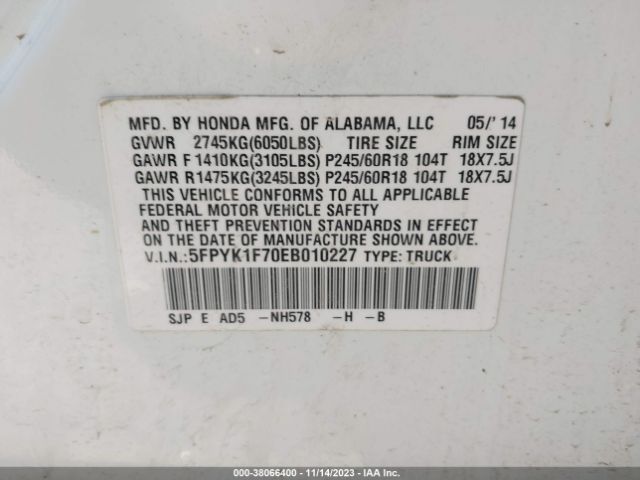 MFD. BY HONDA MFG. OF ALABAMA, LLC 05/'14
GVWR 2745KG(6050LBS) TIRE SIZE RIM SIZE
GAWR F 1410KG(3105LBS) P245/60R18 104T 18X7.5J
GAWR R 1475KG(3245LBS) P245/60R18 104T 18X7.5J
THIS VEHICLE CONFORMS TO ALL APPLICABLE
FEDERAL MOTOR VEHICLE SAFETY
AND THEFT PREVENTION STANDARDS IN EFFECT
ON THE DATE OF MANUFACTURE SHOWN ABOVE.
V.I.N.: 5FPYK1F70EB010227 TYPE: TRUCK
SJP E AD5 -NH578 -H -B
000-38066400 - 11/14/2023 - IAA Inc.